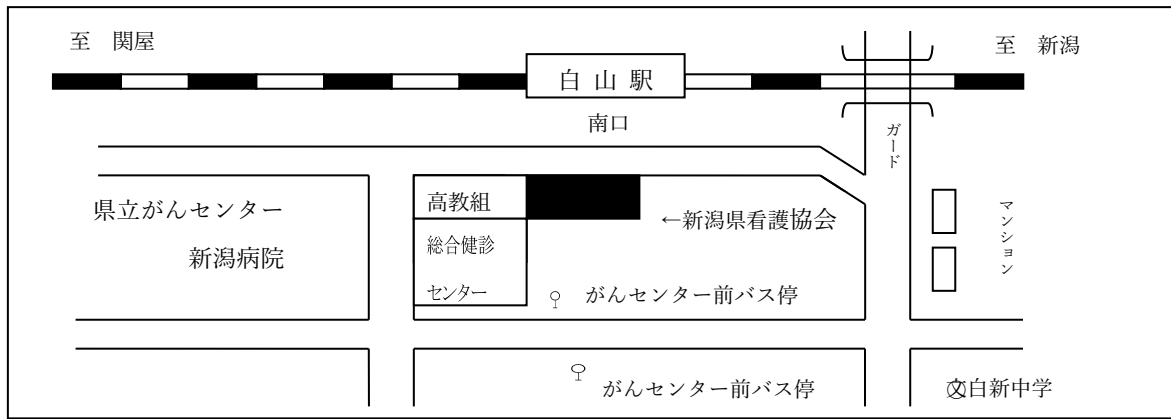 至　関屋
至　新潟
白 山 駅
南口
ガード
高教組
県立がんセンター
新潟病院
←新潟県看護協会
マンション
総合健診
センター
がんセンター前バス停
がんセンター前バス停
文白新中学